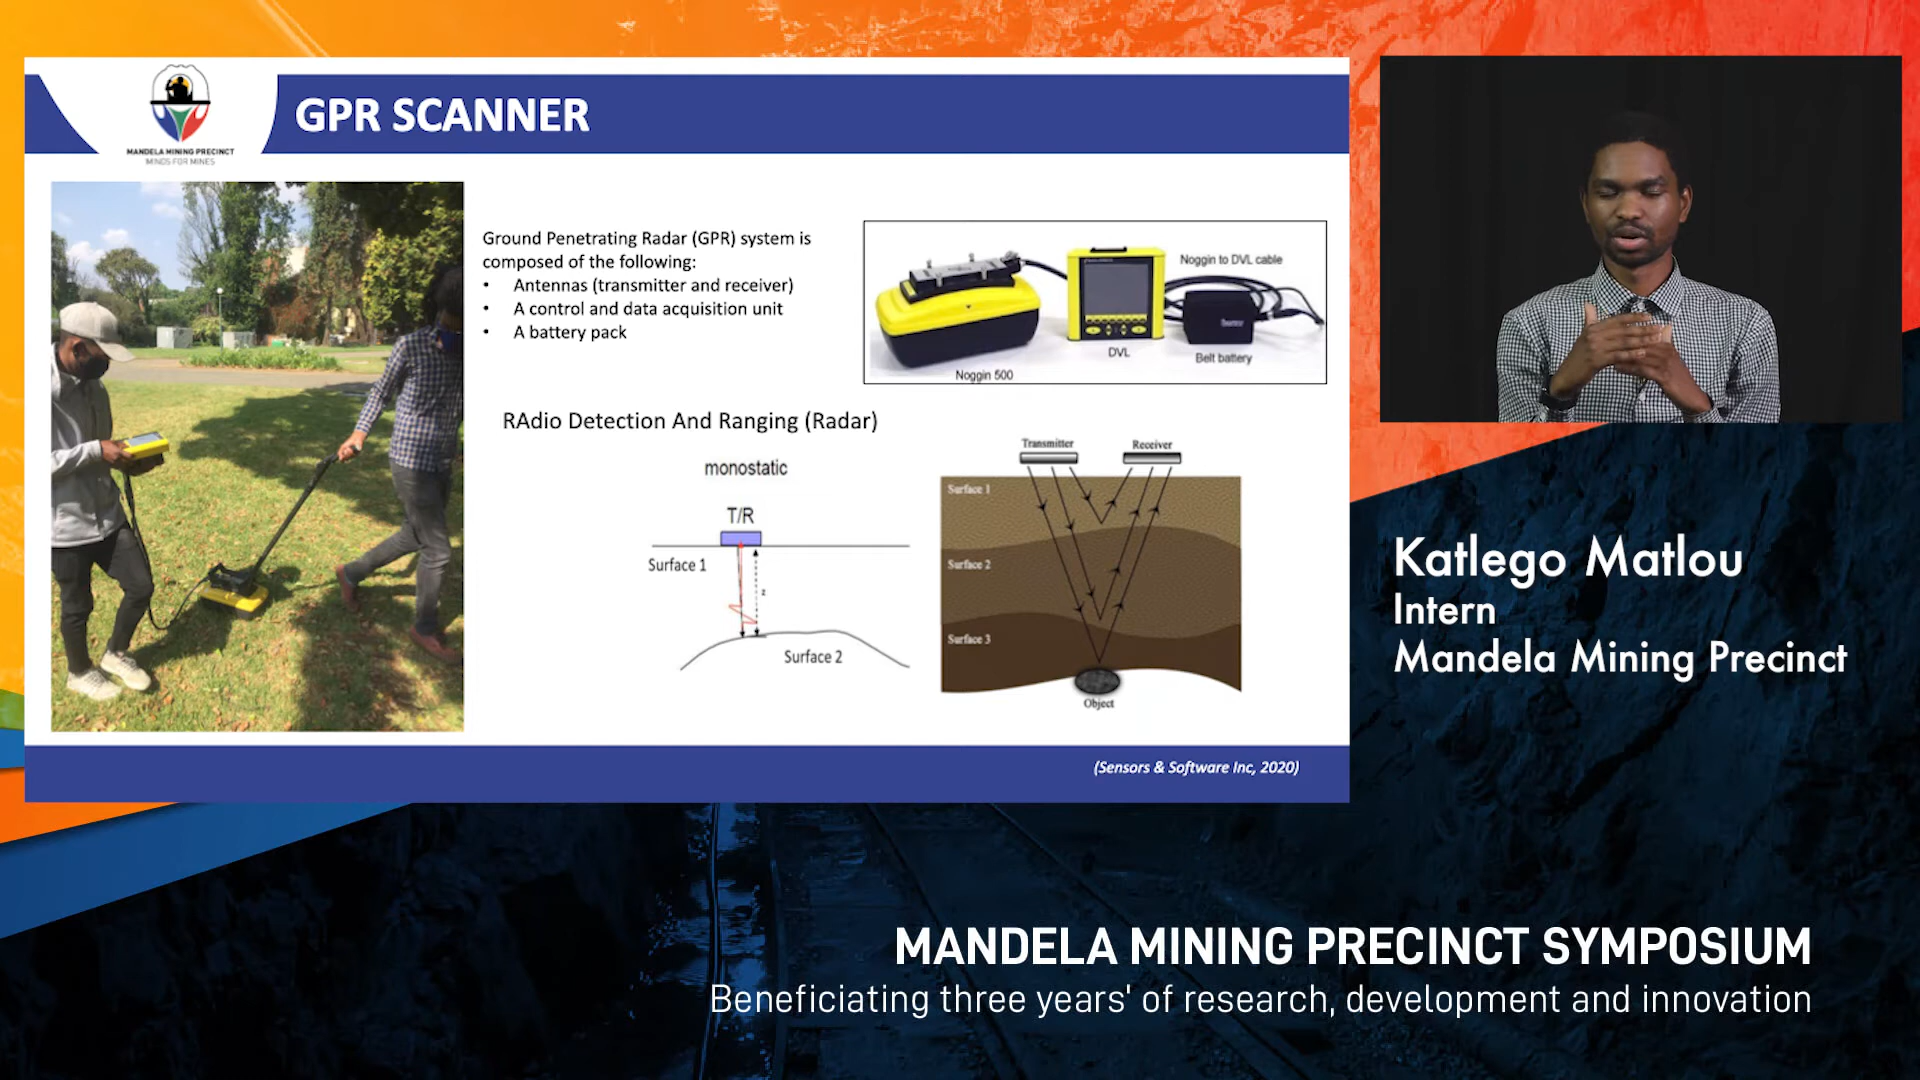 MANDELA MINING PRECINCT
MINDS FOR MINES
GPR SCANNER
Ground Penetrating Radar (GPR) system is
composed of the following:
• Antennas (transmitter and receiver)
• A control and data acquisition unit
• A battery pack
Noggin to DVL cable
DVL
Belt battery
Noggin 500
RAdio Detection And Ranging (Radar)
monostatic
T/R
Surface 1
z
Surface 2
Transmitter
Receiver
Surface 1
Surface 2
Surface 3
Object
(Sensors & Software Inc, 2020)
Katlego Matlou
Intern
Mandela Mining Precinct
MANDELA MINING PRECINCT SYMPOSIUM
Beneficiating three years' of research, development and innovation